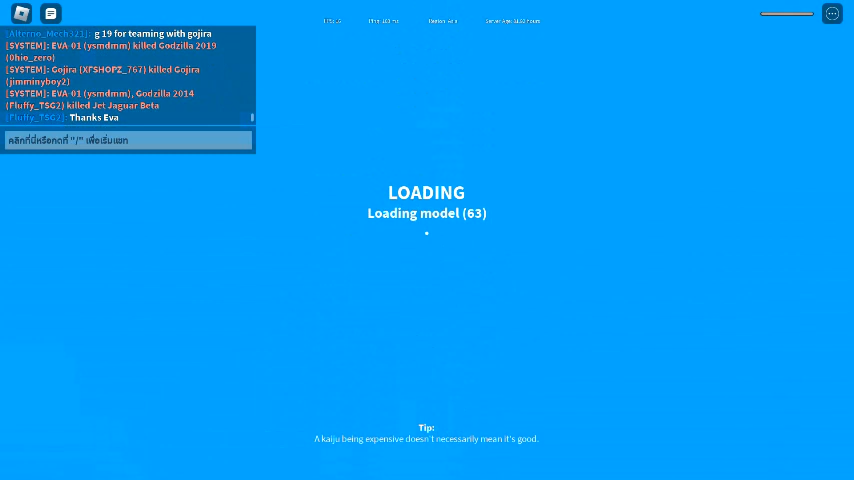 [Alterno_Mech321]: g 19 for teaming with gojira
[SYSTEM]: EVA-01 (ysmdmm) killed Godzilla 2019
(0hio_zero)
[SYSTEM]: Gojira (XFSHOPZ_767) killed Gojira
(jimminyboy2)
[SYSTEM]: EVA-01 (ysmdmm), Godzilla 2014
(Fluffy_TSG2) killed Jet Jaguar Beta
[Fluffy_TSG2]: Thanks Eva
คลิกที่นี่หรือกดที่ "/" เพื่อเริ่มแชท
Region: Asia
LOADING
Loading model (63)
Tip:
A kaiju being expensive doesn't necessarily mean it's good.